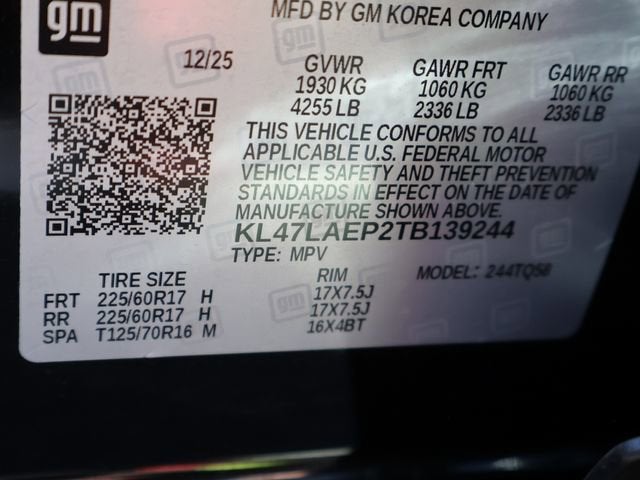 gm
MFD BY GM KOREA COMPANY
12/25
GVWR GAWR FRT GAWR RR
1930 KG 1060 KG 1060 KG
4255 LB 2336 LB 2336 LB
THIS VEHICLE CONFORMS TO ALL
APPLICABLE U.S. FEDERAL MOTOR
VEHICLE SAFETY AND THEFT PREVENTION
STANDARDS IN EFFECT ON THE DATE OF
MANUFACTURE SHOWN ABOVE.
KL47LAEP2TB139244
TYPE: MPV
TIRE SIZE RIM MODEL: 244TQ58
FRT 225/60R17 H 17X7.5J
RR 225/60R17 H 17X7.5J
SPA T125/70R16 M 16X4BT